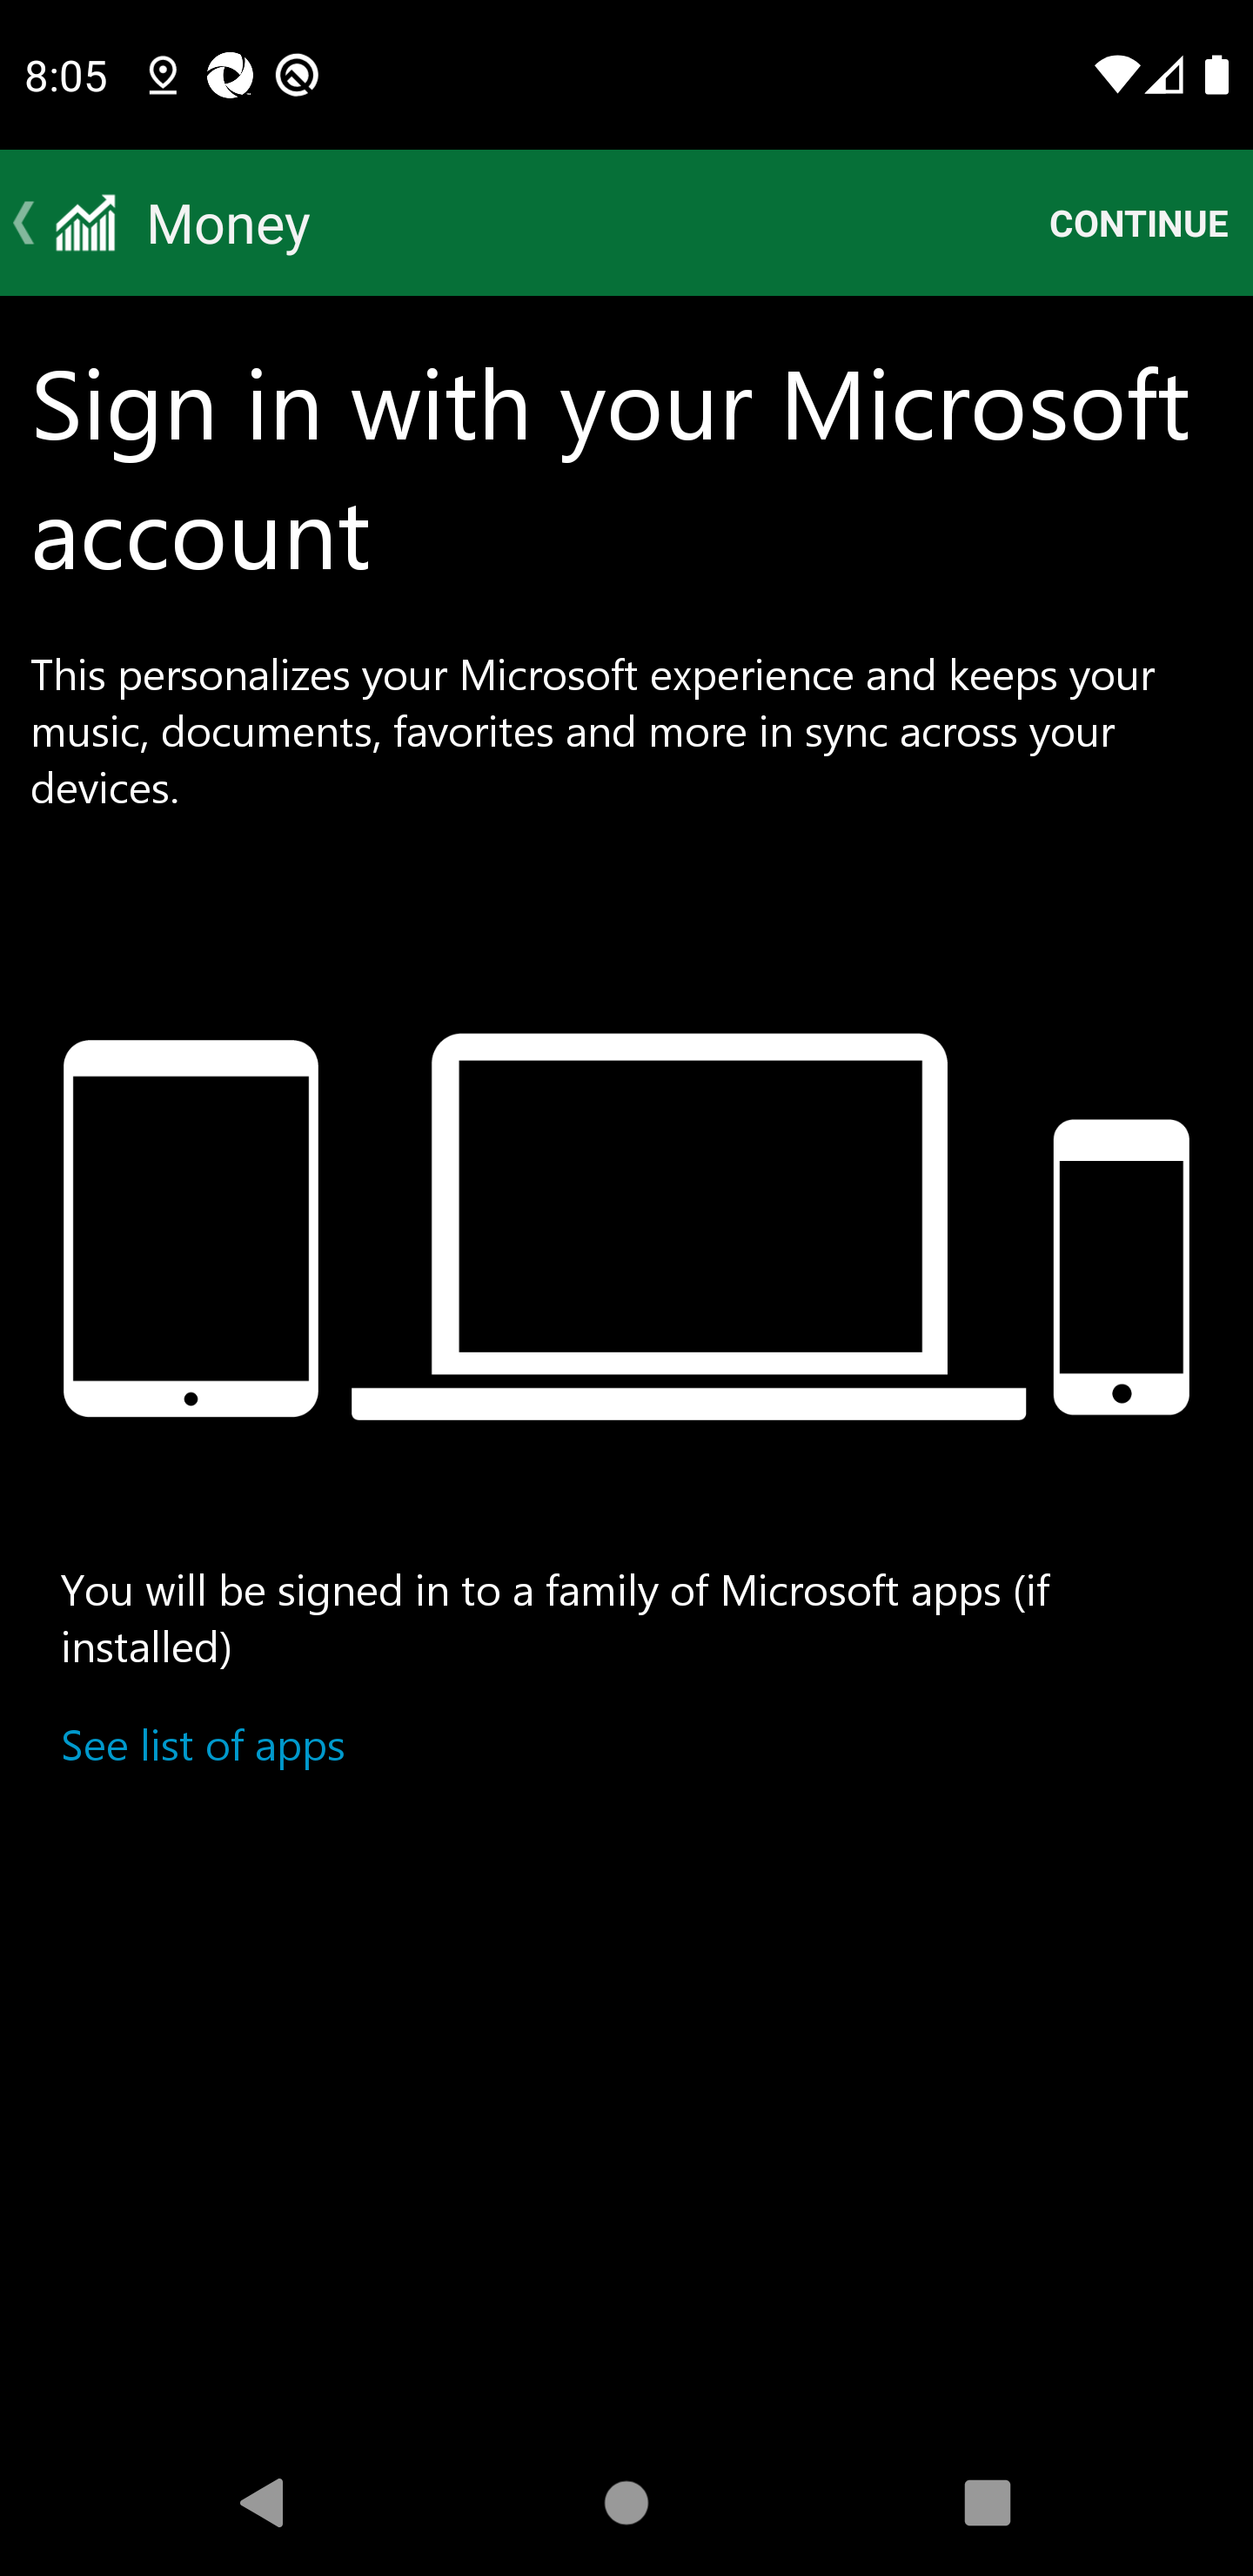 8:05
Money
CONTINUE
Sign in with your Microsoft
account
This personalizes your Microsoft experience and keeps your
music, documents, favorites and more in sync across your
devices.
You will be signed in to a family of Microsoft apps (if
installed)
See list of apps